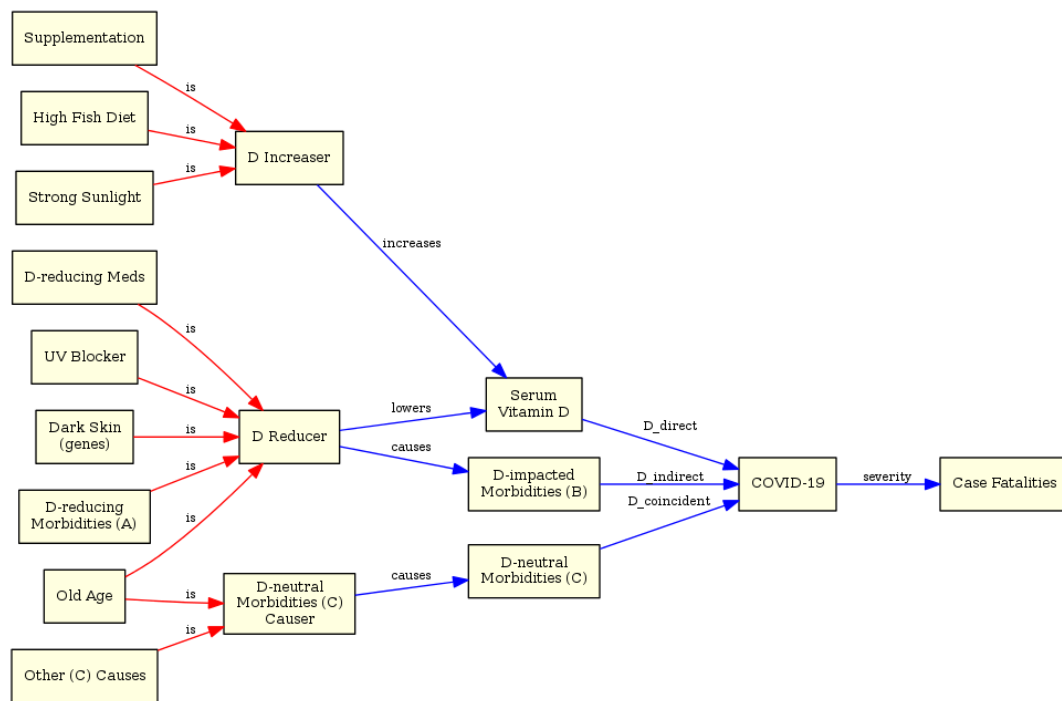 Supplementation
is
High Fish Diet
is
D Increaser
Strong Sunlight
is
increases
D-reducing Meds
is
UV Blocker
is
Dark Skin
(genes)
is
D Reducer
lowers
causes
Serum
Vitamin D
D_direct
D-reducing
Morbidities (A)
is
is
D-impacted
Morbidities (B)
D_indirect
COVID-19
severity
Case Fatalities
D_coincident
Old Age
is
D-neutral
Morbidities (C)
Causer
causes
D-neutral
Morbidities (C)
Other (C) Causes
is